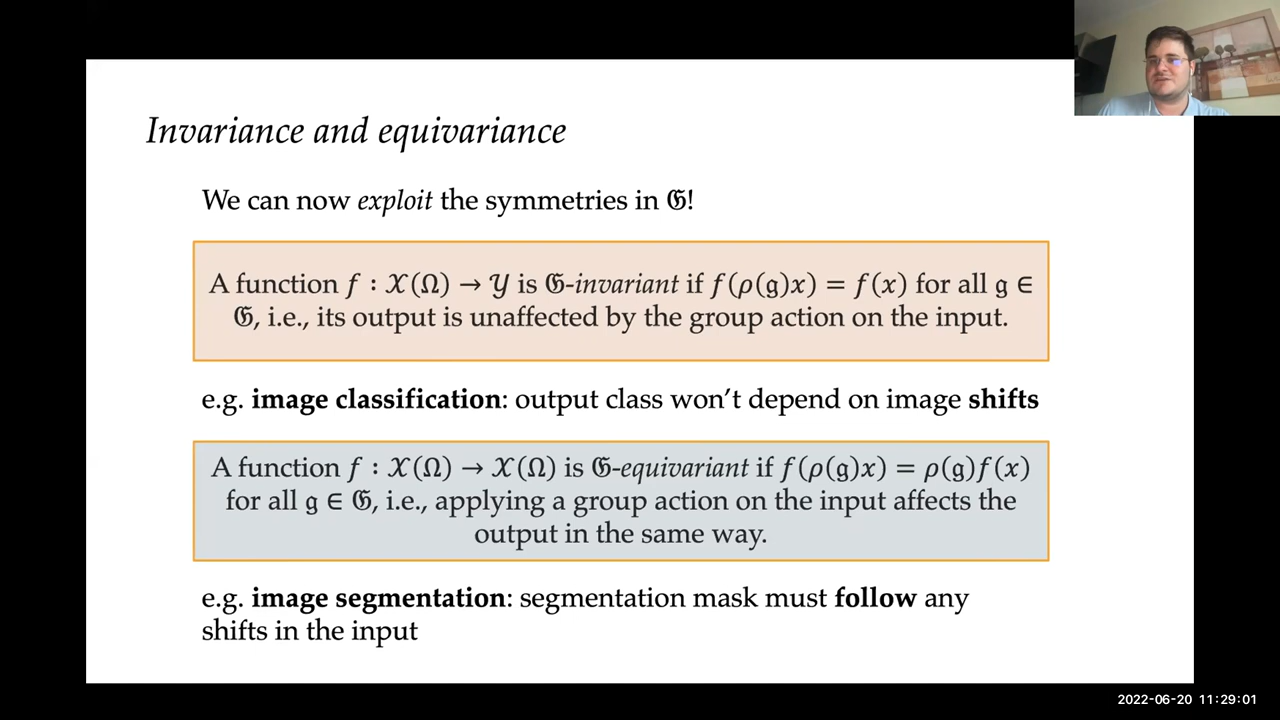 Invariance and equivariance
We can now exploit the symmetries in 𝔊!
A function f : 𝒳(Ω) → 𝒴 is 𝔊-invariant if f(ρ(𝔤)x) = f(x) for all 𝔤 ∈
𝔊, i.e., its output is unaffected by the group action on the input.
e.g. image classification: output class won’t depend on image shifts
A function f : 𝒳(Ω) → 𝒳(Ω) is 𝔊-equivariant if f(ρ(𝔤)x) = ρ(𝔤)f(x)
for all 𝔤 ∈ 𝔊, i.e., applying a group action on the input affects the
output in the same way.
e.g. image segmentation: segmentation mask must follow any
shifts in the input
2022-06-20 11:29:01